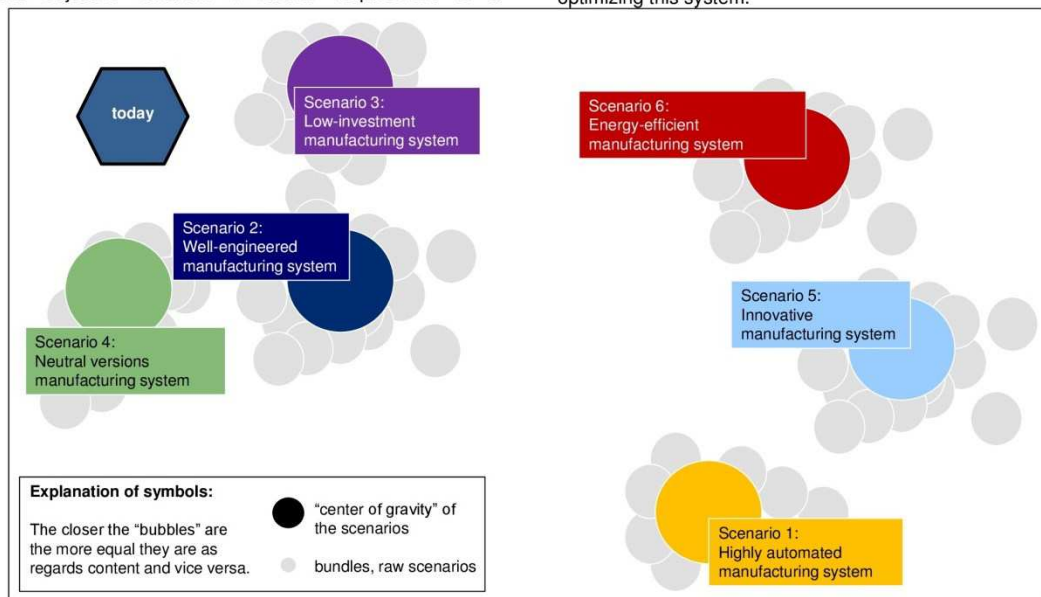 optimizing this system.
today
Scenario 3:
Low-investment
manufacturing system
Scenario 6:
Energy-efficient
manufacturing system
Scenario 2:
Well-engineered
manufacturing system
Scenario 5:
Innovative
manufacturing system
Scenario 4:
Neutral versions
manufacturing system
Explanation of symbols:
The closer the “bubbles” are
the more equal they are as
regards content and vice versa.
“center of gravity” of
the scenarios
bundles, raw scenarios
Scenario 1:
Highly automated
manufacturing system